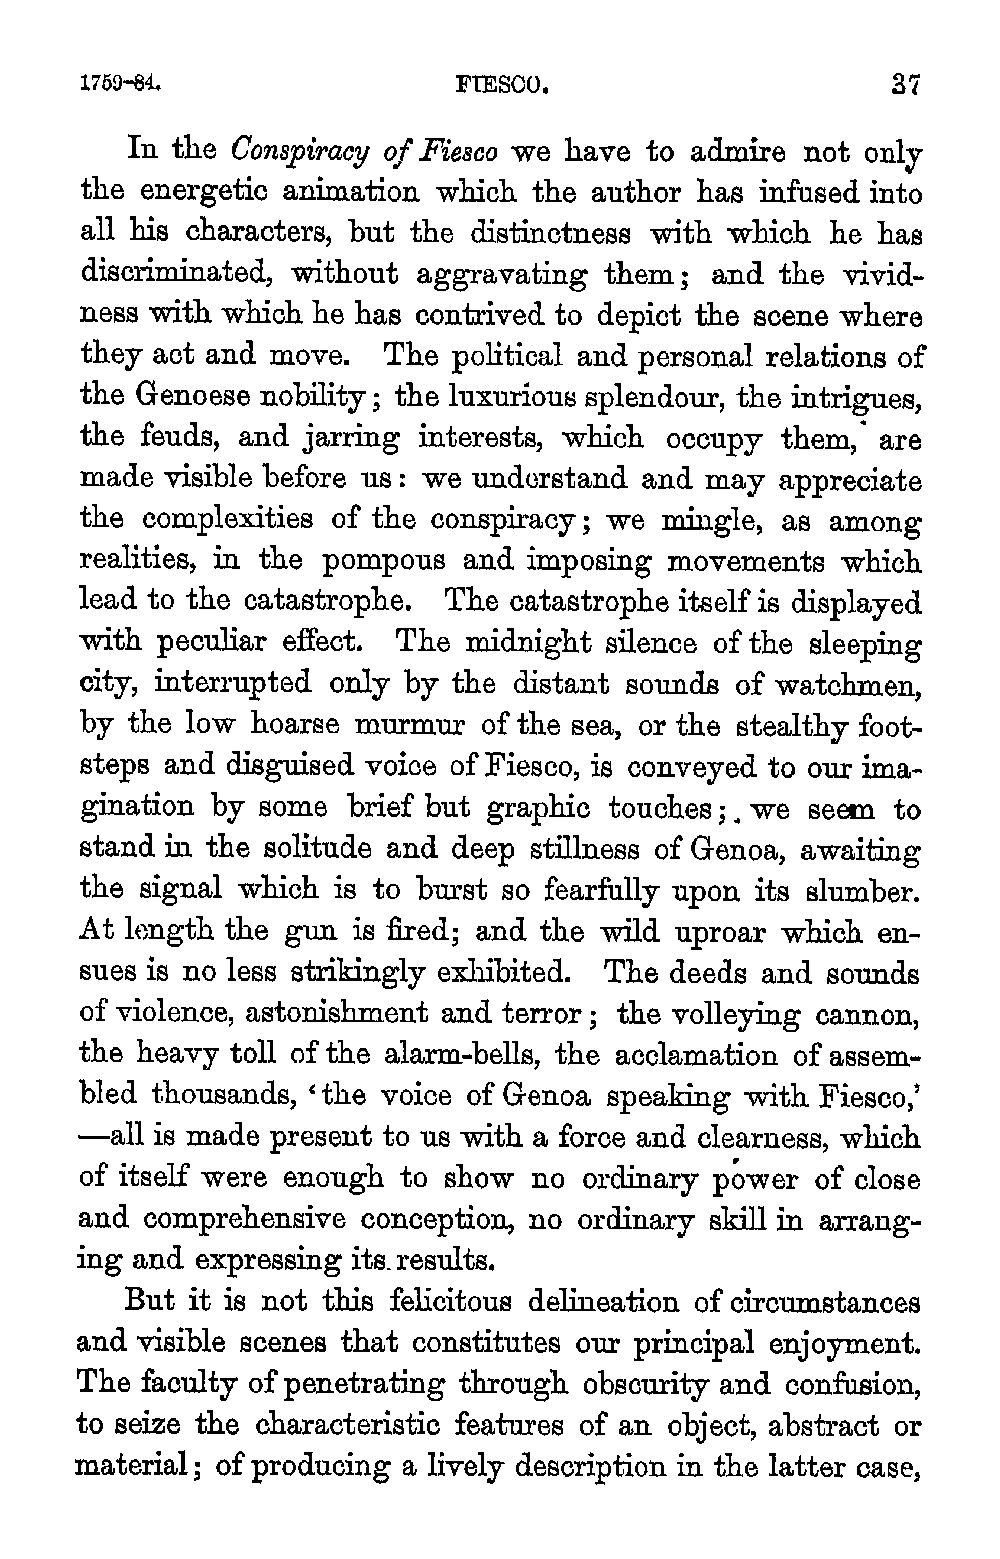 1759-84. FIESCO. 37
In the Conspiracy of Fiesco we have to admire not only
the energetic animation which the author has infused into
all his characters, but the distinctness with which he has
discriminated, without aggravating them; and the vivid-
ness with which he has contrived to depict the scene where
they act and move. The political and personal relations of
the Genoese nobility; the luxurious splendour, the intrigues,
the feuds, and jarring interests, which occupy them, are
made visible before us: we understand and may appreciate
the complexities of the conspiracy; we mingle, as among
realities, in the pompous and imposing movements which
lead to the catastrophe. The catastrophe itself is displayed
with peculiar effect. The midnight silence of the sleeping
city, interrupted only by the distant sounds of watchmen,
by the low hoarse murmur of the sea, or the stealthy foot-
steps and disguised voice of Fiesco, is conveyed to our ima-
gination by some brief but graphic touches; we seem to
stand in the solitude and deep stillness of Genoa, awaiting
the signal which is to burst so fearfully upon its slumber.
At length the gun is fired; and the wild uproar which en-
sues is no less strikingly exhibited. The deeds and sounds
of violence, astonishment and terror; the volleying cannon,
the heavy toll of the alarm-bells, the acclamation of assem-
bled thousands, ‘the voice of Genoa speaking with Fiesco,’
—all is made present to us with a force and clearness, which
of itself were enough to show no ordinary power of close
and comprehensive conception, no ordinary skill in arrang-
ing and expressing its results.
But it is not this felicitous delineation of circumstances
and visible scenes that constitutes our principal enjoyment.
The faculty of penetrating through obscurity and confusion,
to seize the characteristic features of an object, abstract or
material; of producing a lively description in the latter case,